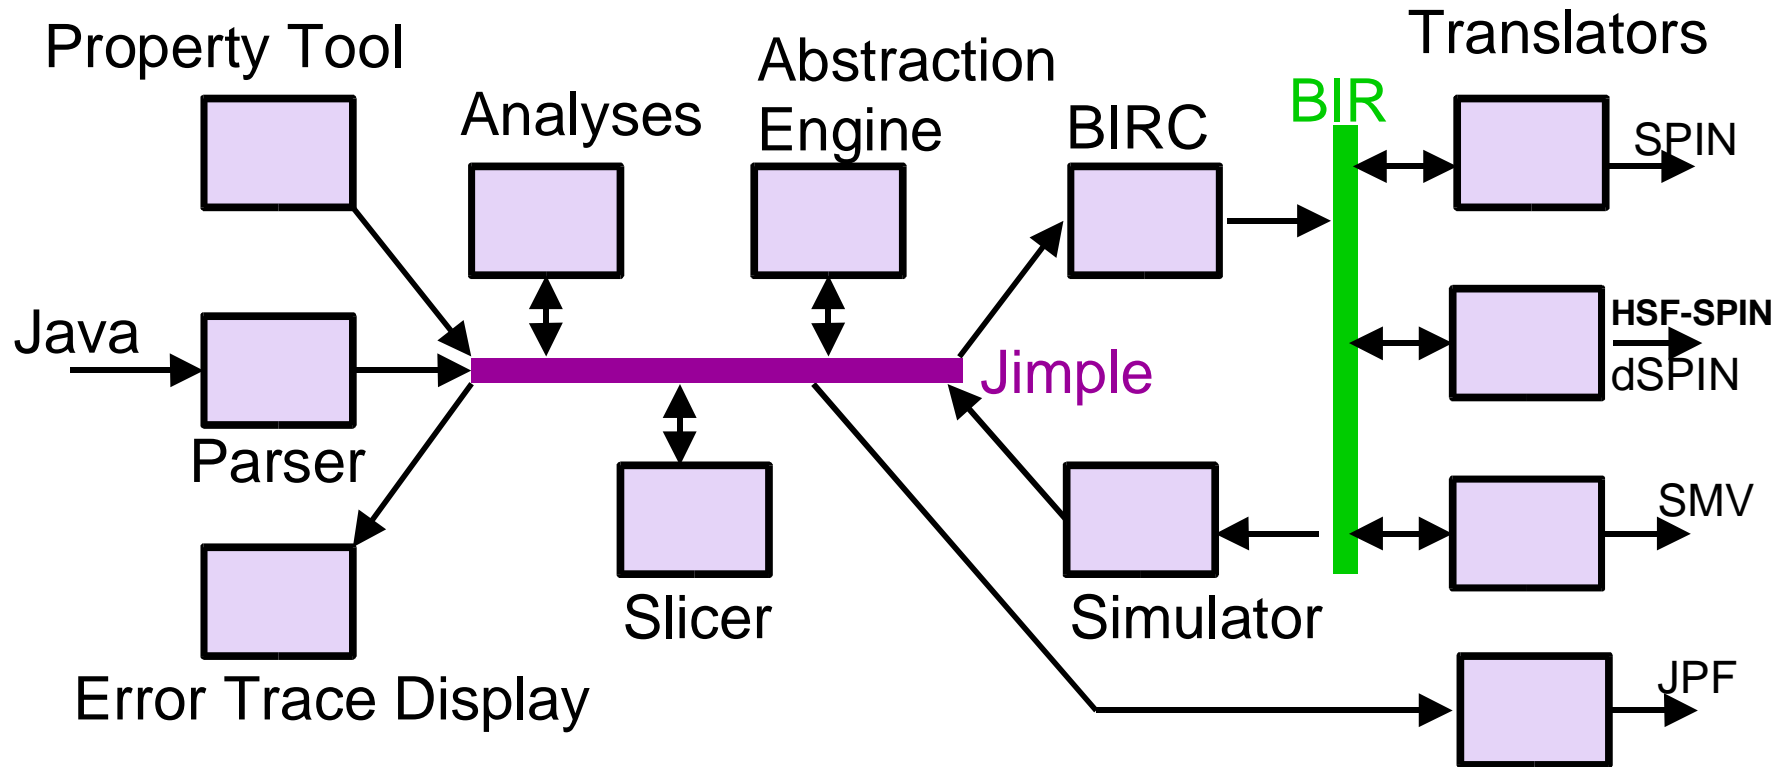 Property Tool
Analyses
Abstraction
Engine
BIRC
BIR
Translators
SPIN
Java
Parser
Jimple
HSF-SPIN
dSPIN
Slicer
Simulator
SMV
Error Trace Display
JPF